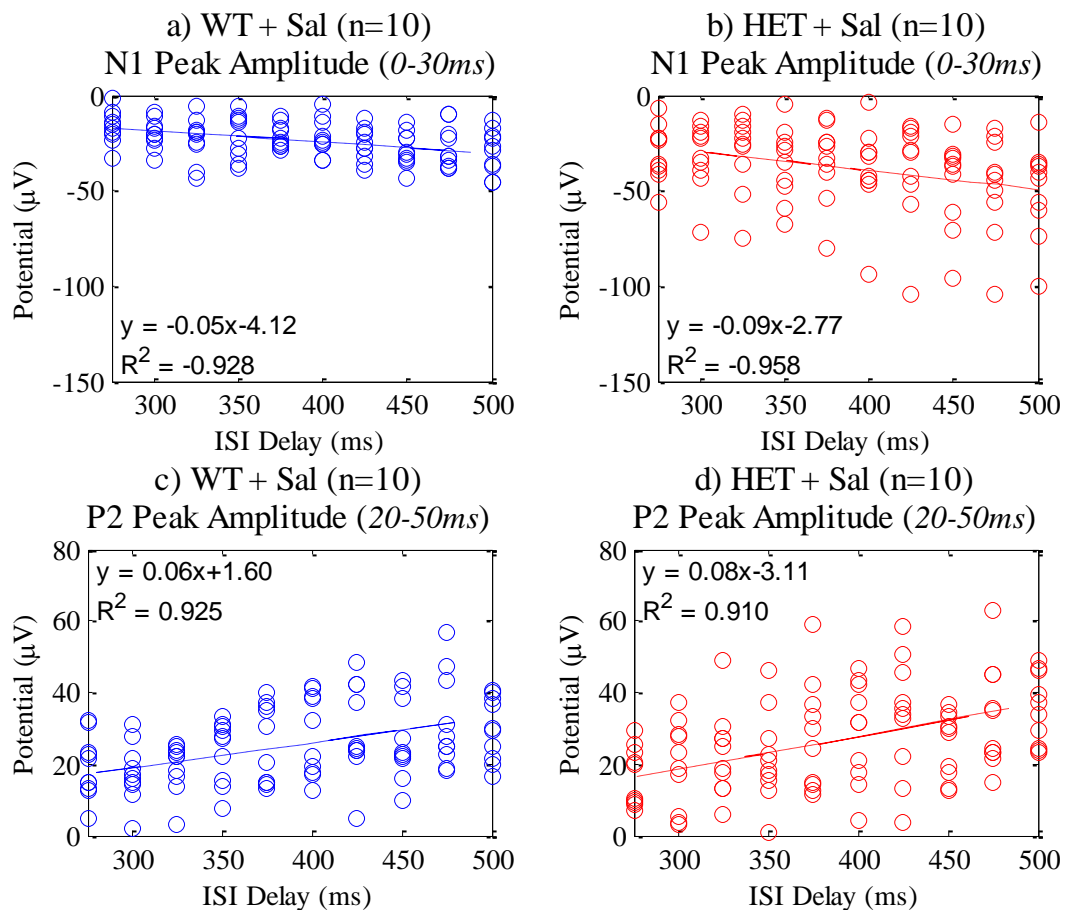 a) WT + Sal (n=10)
N1 Peak Amplitude (0-30ms)
0
-50
-100
-150
Potential (μV)
y = -0.05x-4.12
R² = -0.928
300 350 400 450 500
ISI Delay (ms)
b) HET + Sal (n=10)
N1 Peak Amplitude (0-30ms)
0
-50
-100
-150
Potential (μV)
y = -0.09x-2.77
R² = -0.958
300 350 400 450 500
ISI Delay (ms)
c) WT + Sal (n=10)
P2 Peak Amplitude (20-50ms)
80
60
40
20
0
Potential (μV)
y = 0.06x+1.60
R² = 0.925
300 350 400 450 500
ISI Delay (ms)
d) HET + Sal (n=10)
P2 Peak Amplitude (20-50ms)
80
60
40
20
0
Potential (μV)
y = 0.08x-3.11
R² = 0.910
300 350 400 450 500
ISI Delay (ms)